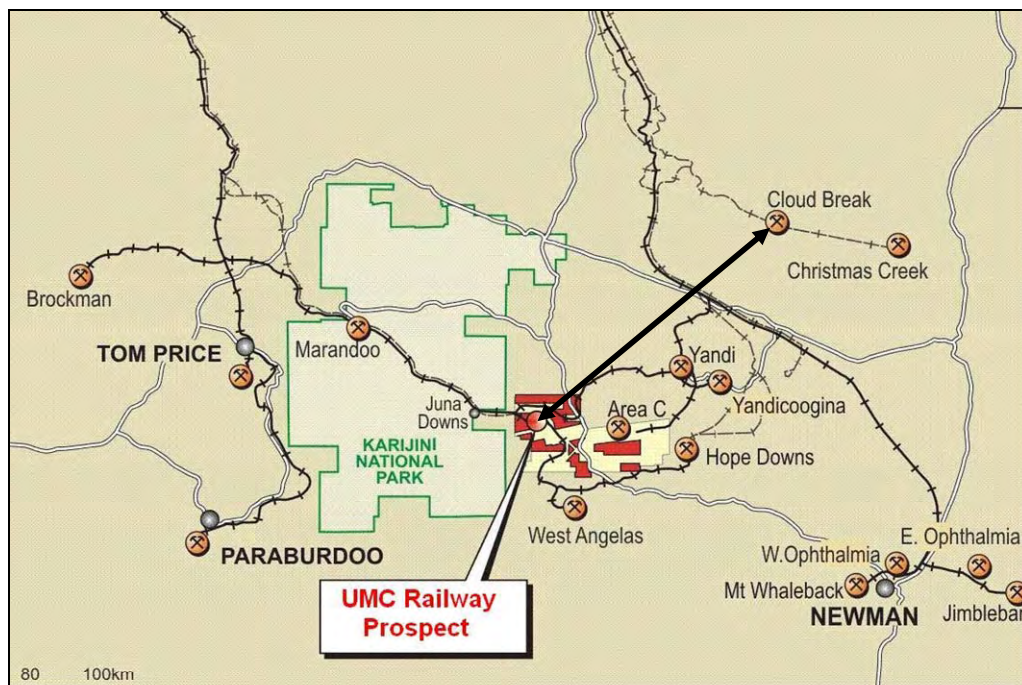 Cloud Break
Christmas Creek
Brockman
Marandoo
TOM PRICE
Yandi
Juna
Downs
Area C
Yandicoogina
KARIJINI
NATIONAL
PARK
Hope Downs
West Angelas
PARABURDOO
E. Ophthalmia
W.Ophthalmia
Mt Whaleback
NEWMAN
Jimblebar
UMC Railway
Prospect
80 100km